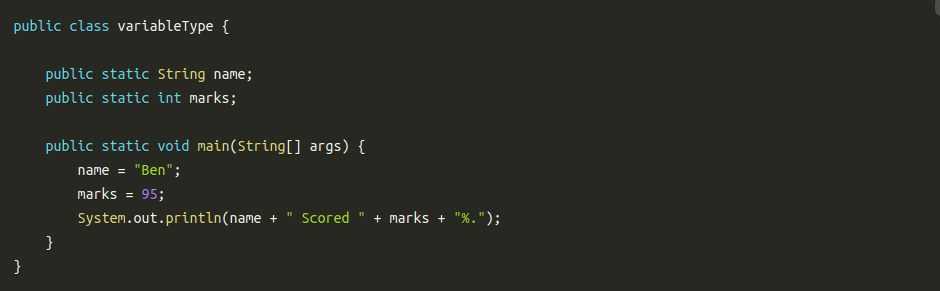 public class variableType {
public static String name;
public static int marks;
public static void main(String[] args) {
name = "Ben";
marks = 95;
System.out.println(name + " Scored " + marks + "%.");
}
}